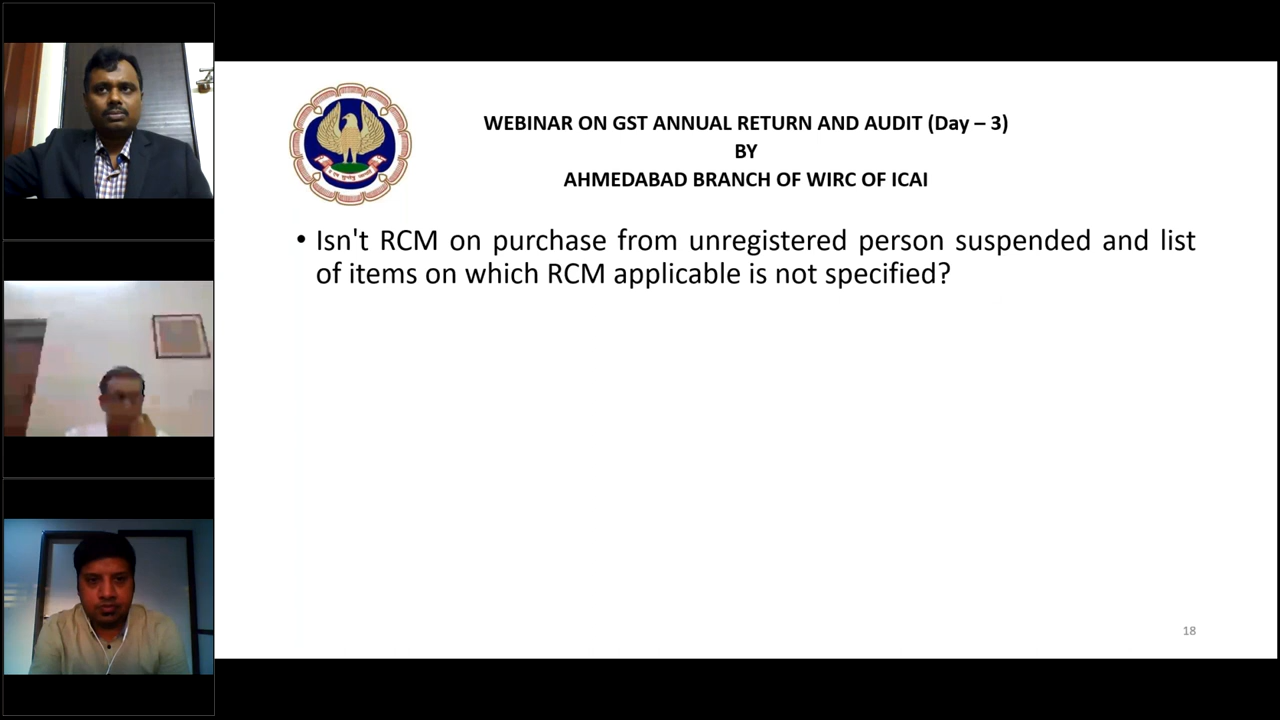 WEBINAR ON GST ANNUAL RETURN AND AUDIT (Day – 3)
BY
AHMEDABAD BRANCH OF WIRC OF ICAI
• Isn't RCM on purchase from unregistered person suspended and list
of items on which RCM applicable is not specified?
18